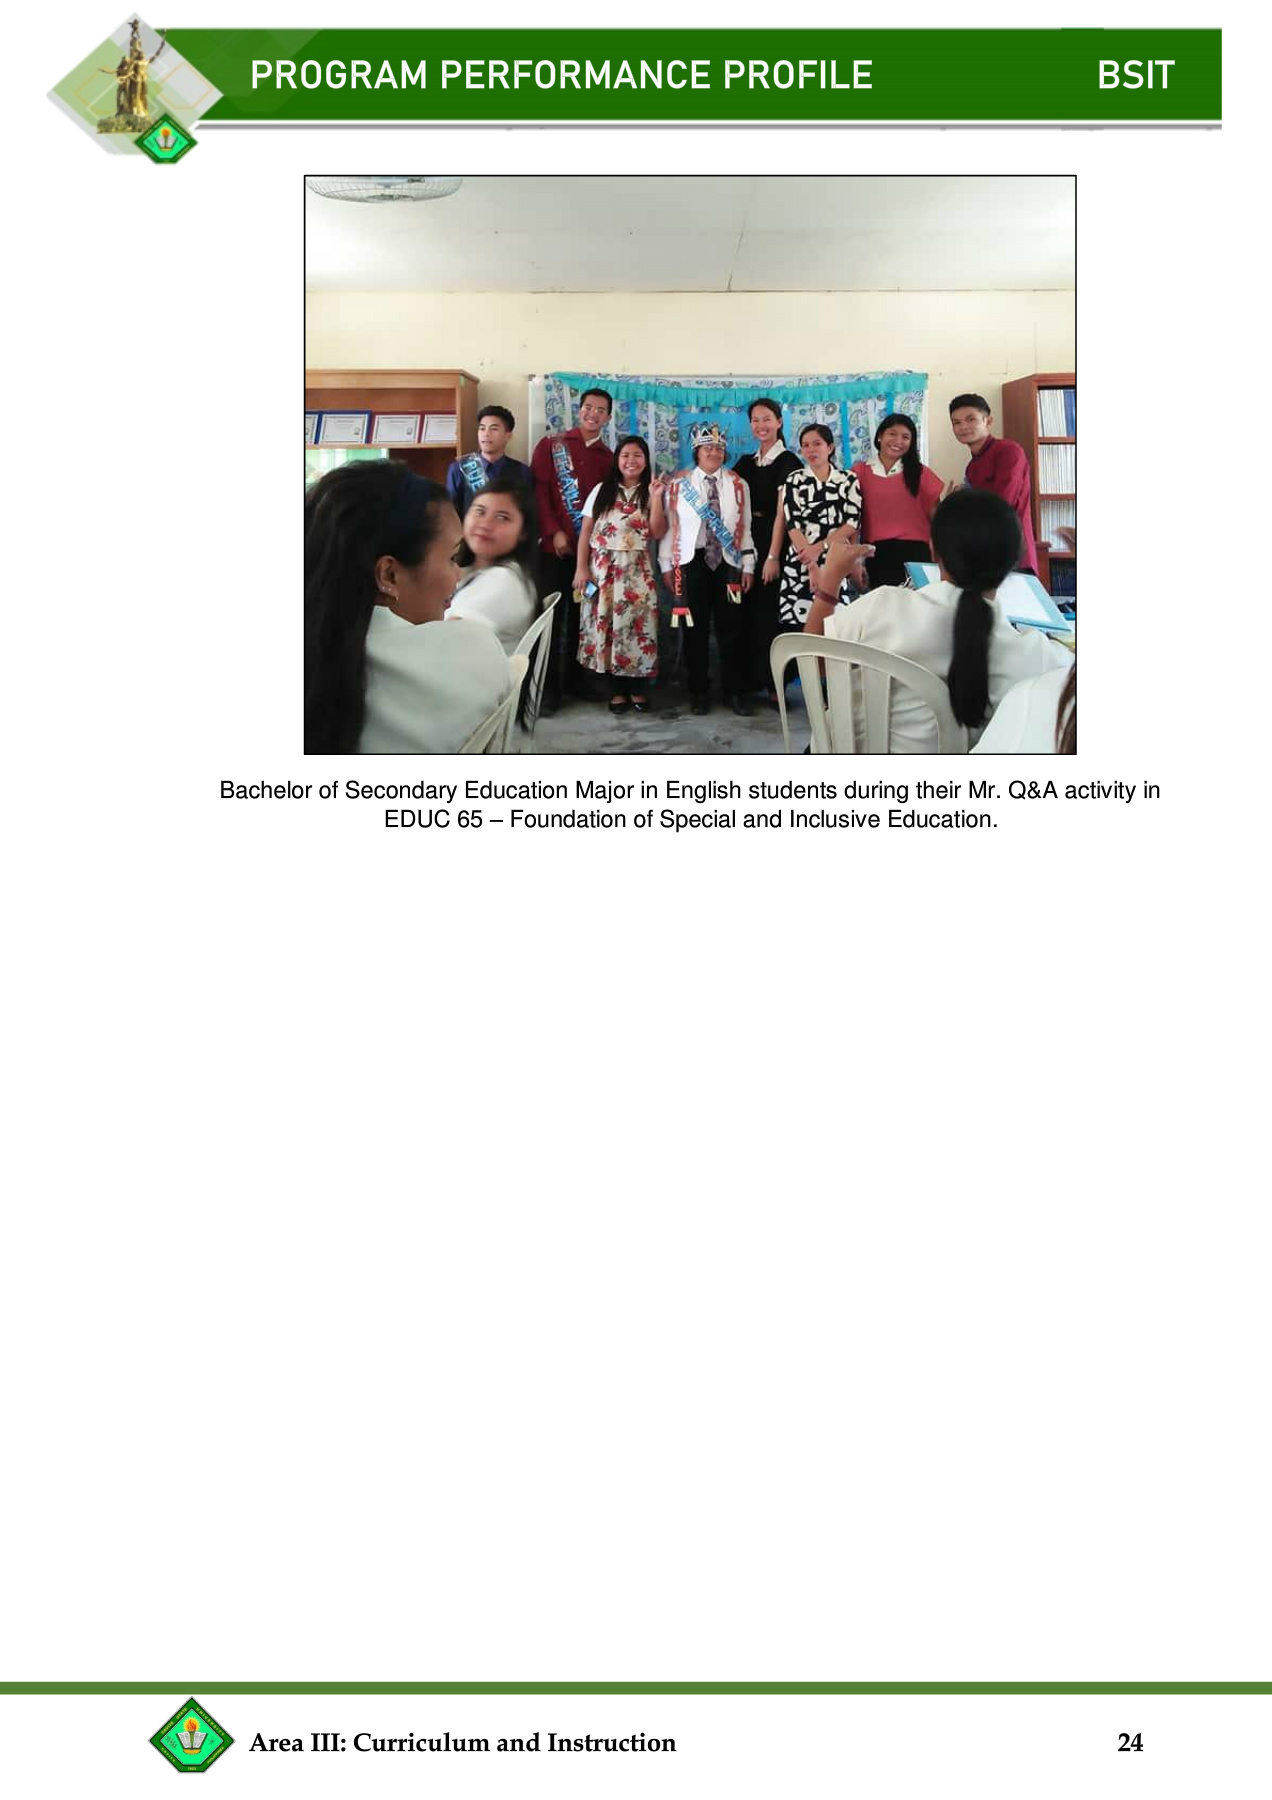 PROGRAM PERFORMANCE PROFILE BSIT
PHILIPPINE
Bachelor of Secondary Education Major in English students during their Mr. Q&A activity in
EDUC 65 – Foundation of Special and Inclusive Education.
Area III: Curriculum and Instruction 24